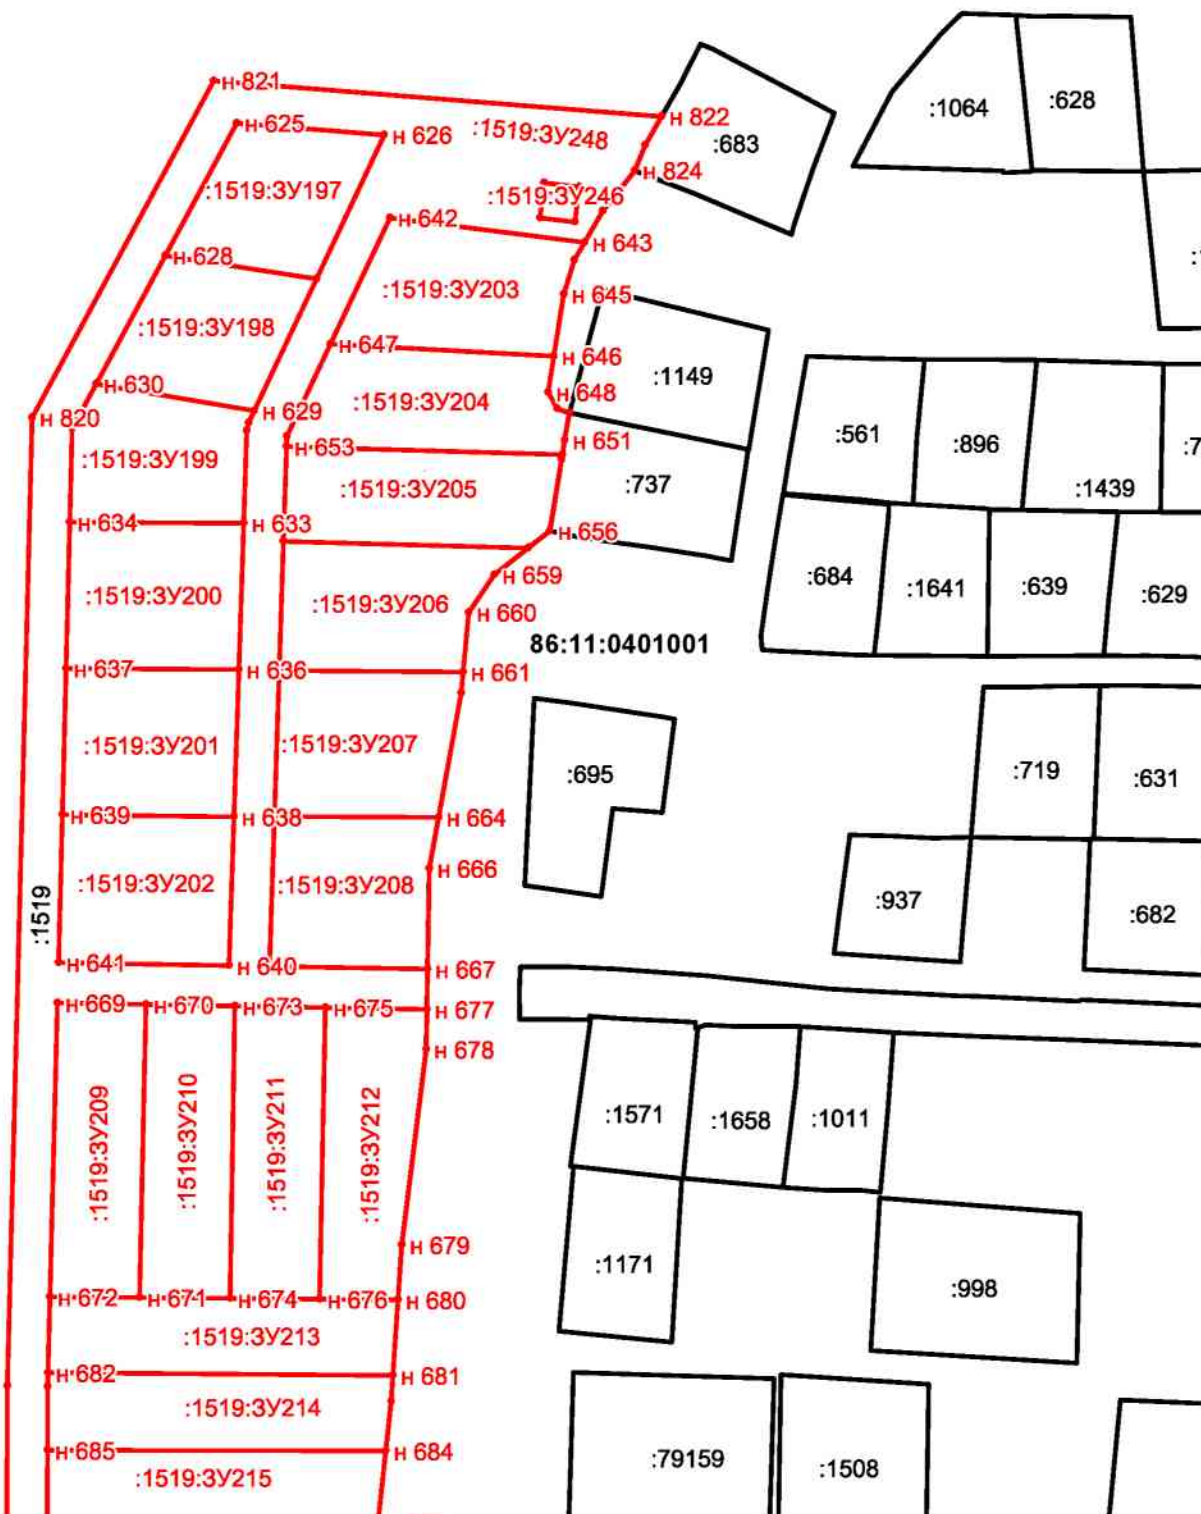 н 821
:1064
:628
н 625
н 626
:1519:ЗУ248
н 822
:683
н 824
:1519:ЗУ197
:1519:ЗУ246
н 642
н 643
н 628
:1519:ЗУ203
н 645
:1519:ЗУ198
н 647
н 646
:1149
н 630
н 648
:1519:ЗУ204
н 820
н 629
:561
:896
н 653
н 651
:1519:ЗУ199
:1519:ЗУ205
:737
:1439
н 634
н 633
н 656
:1519:ЗУ200
:1519:ЗУ206
н 659
:684
:1641
:639
:629
н 660
86:11:0401001
н 637
н 636
н 661
:1519:ЗУ201
:1519:ЗУ207
:695
:719
:631
н 639
н 638
н 664
:1519:ЗУ202
:1519:ЗУ208
н 666
:937
:682
:1519
н 641
н 640
н 667
н 669
н 670
н 673
н 675
н 677
н 678
:1519:ЗУ209
:1519:ЗУ210
:1519:ЗУ211
:1519:ЗУ212
:1571
:1658
:1011
н 679
:1171
:998
н 672
н 671
н 674
н 676
н 680
:1519:ЗУ213
н 682
н 681
:1519:ЗУ214
н 685
н 684
:1519:ЗУ215
:79159
:1508